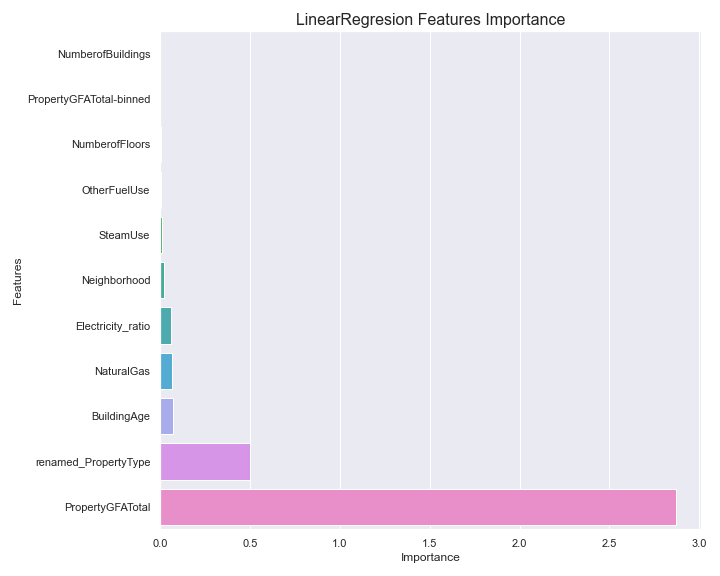 LinearRegresion Features Importance
NumberofBuildings
PropertyGFATotal-binned
NumberofFloors
OtherFuelUse
SteamUse
Neighborhood
Electricity_ratio
NaturalGas
BuildingAge
renamed_PropertyType
PropertyGFATotal
Features
0.0 0.5 1.0 1.5 2.0 2.5 3.0
Importance